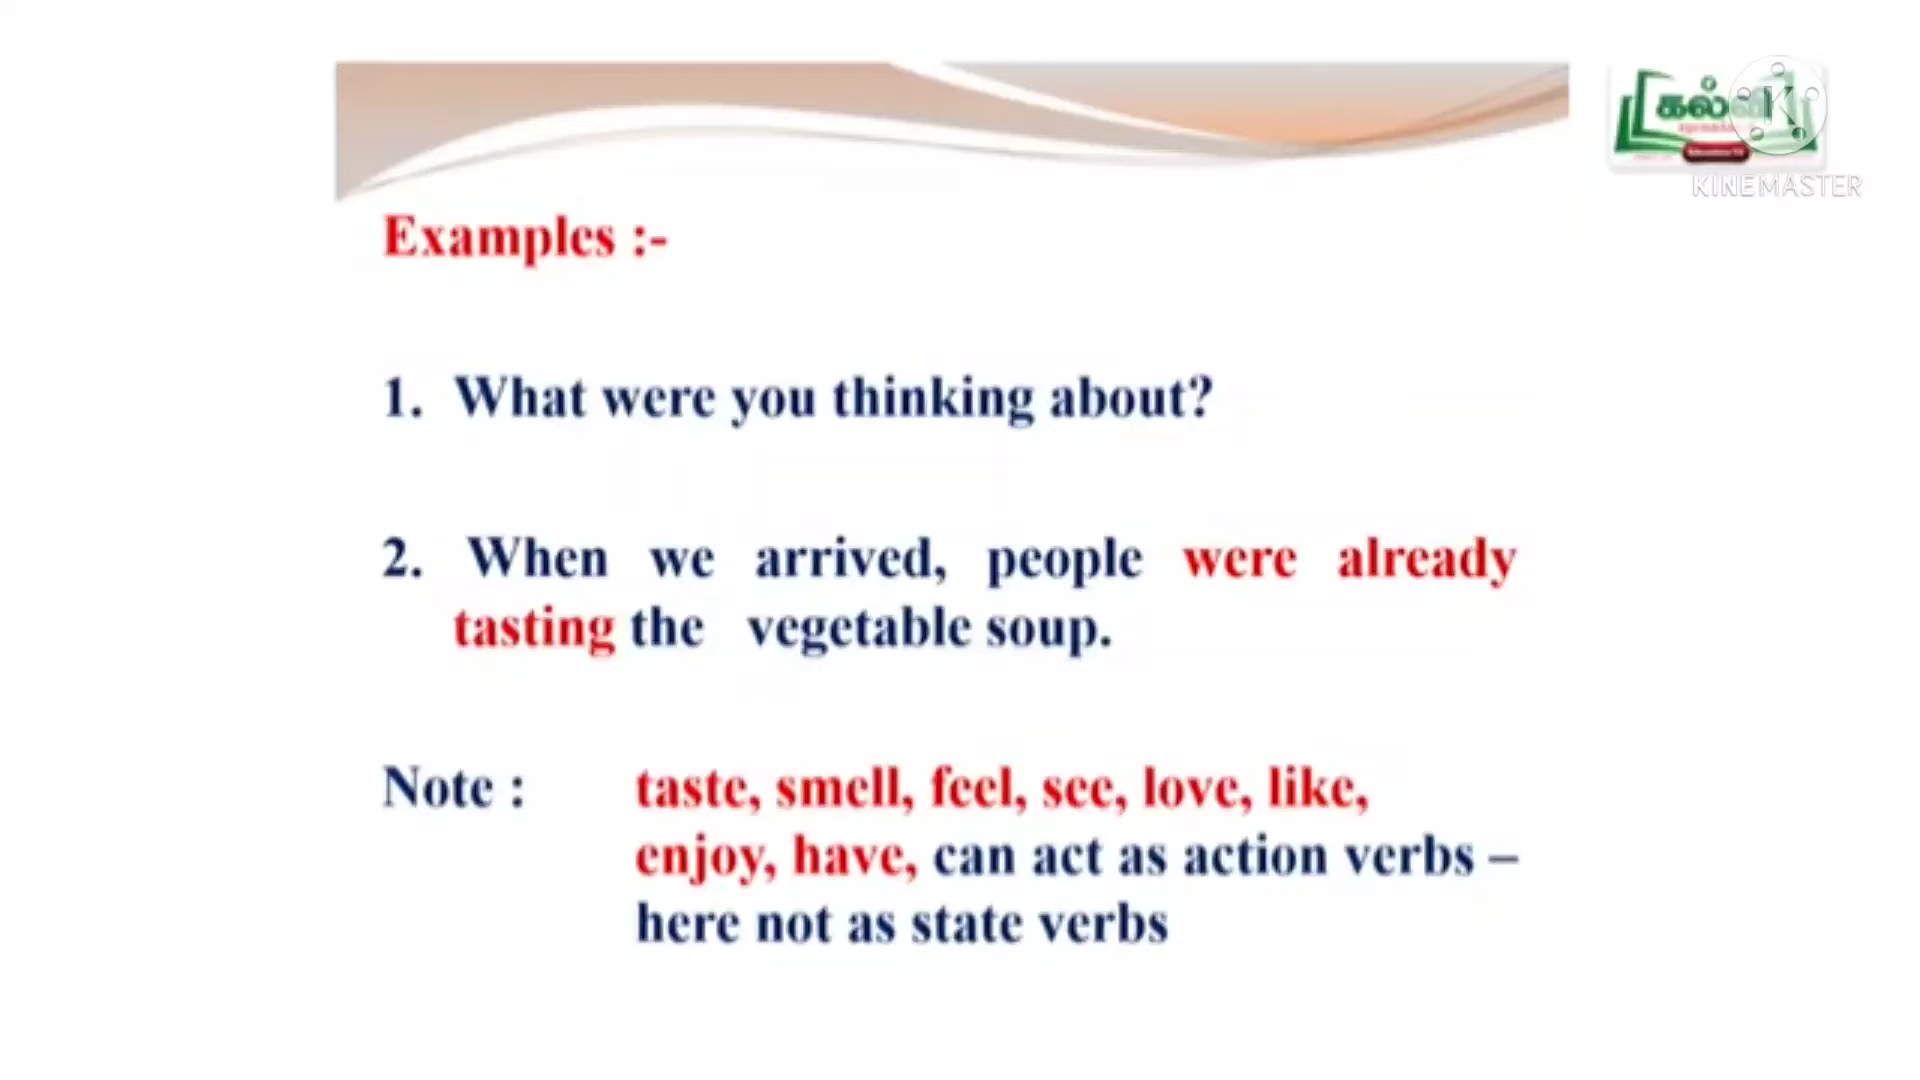 கல்வி
KINEMASTER
Examples :-
1. What were you thinking about?
2. When we arrived, people were already
tasting the vegetable soup.
Note : taste, smell, feel, see, love, like,
enjoy, have, can act as action verbs –
here not as state verbs